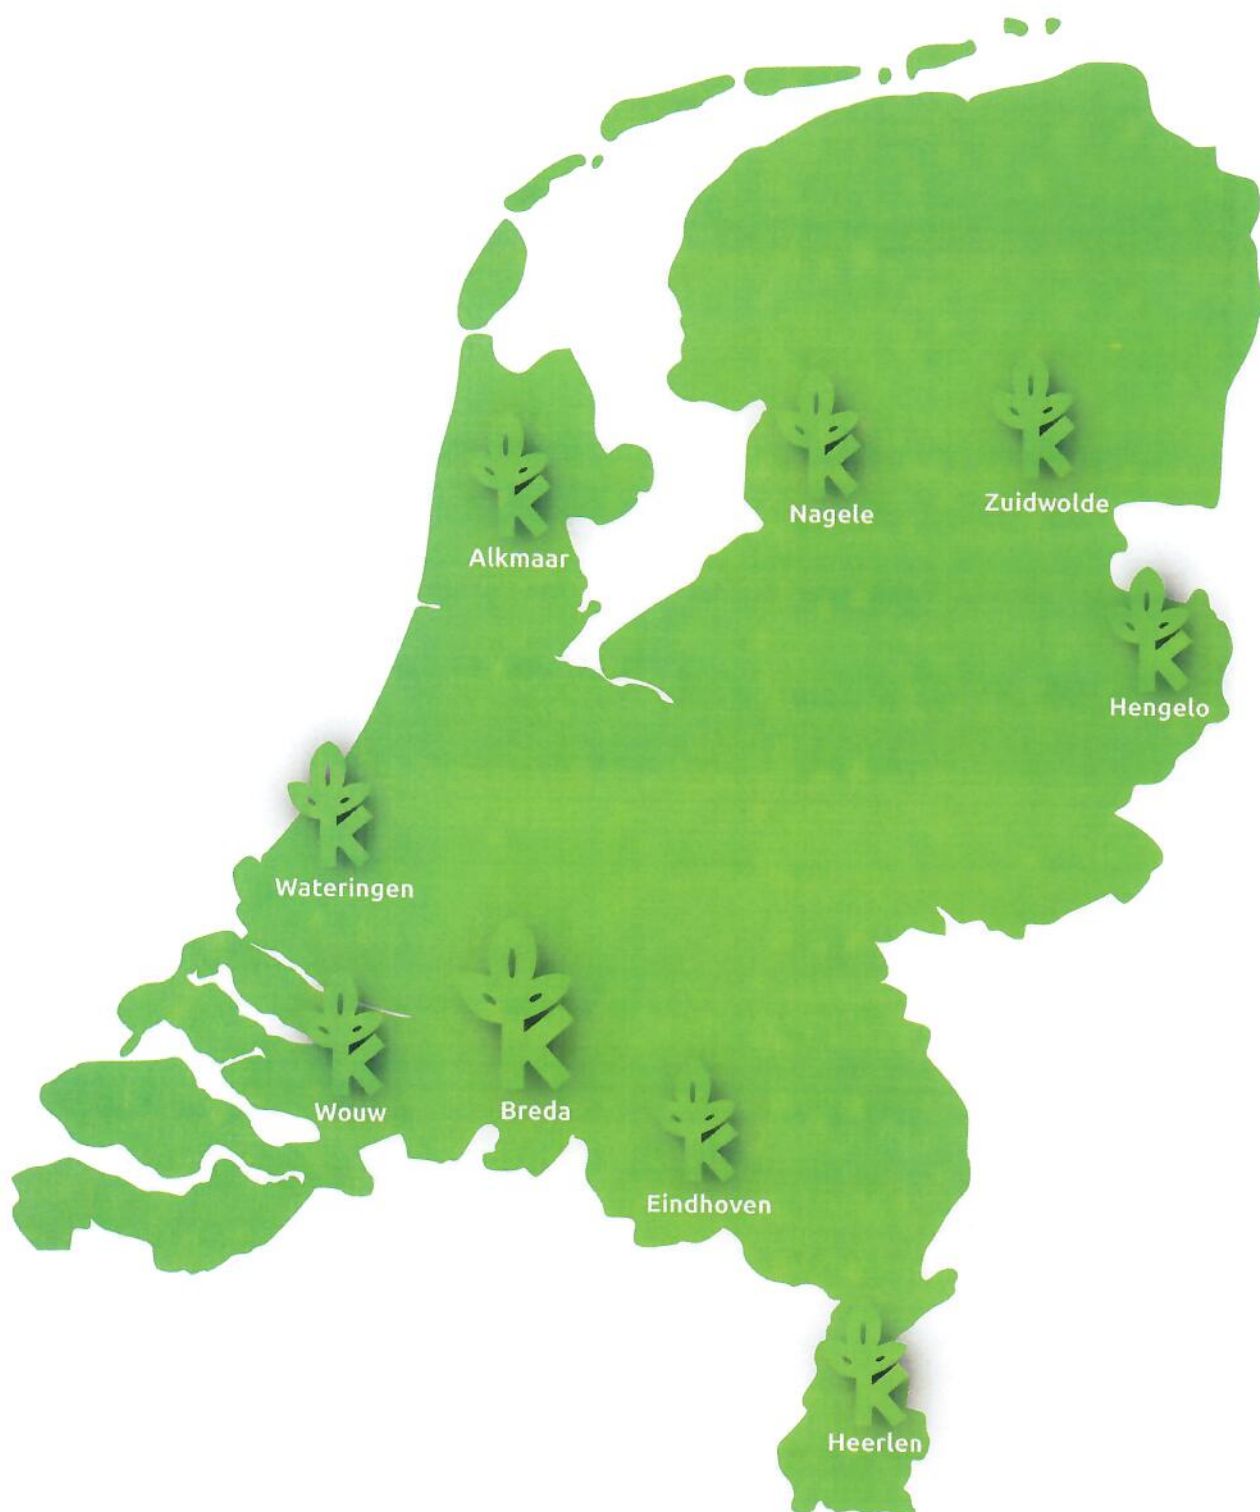 Zuidwolde
Nagele
Alkmaar
Hengelo
Wateringen
Wouw
Breda
Eindhoven
Heerlen